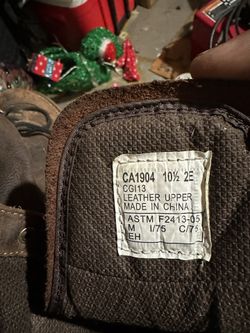 CA1904 10½ 2E
CGI13
LEATHER UPPER
MADE IN CHINA
ASTM F2413-05
M I/75 C/75
EH